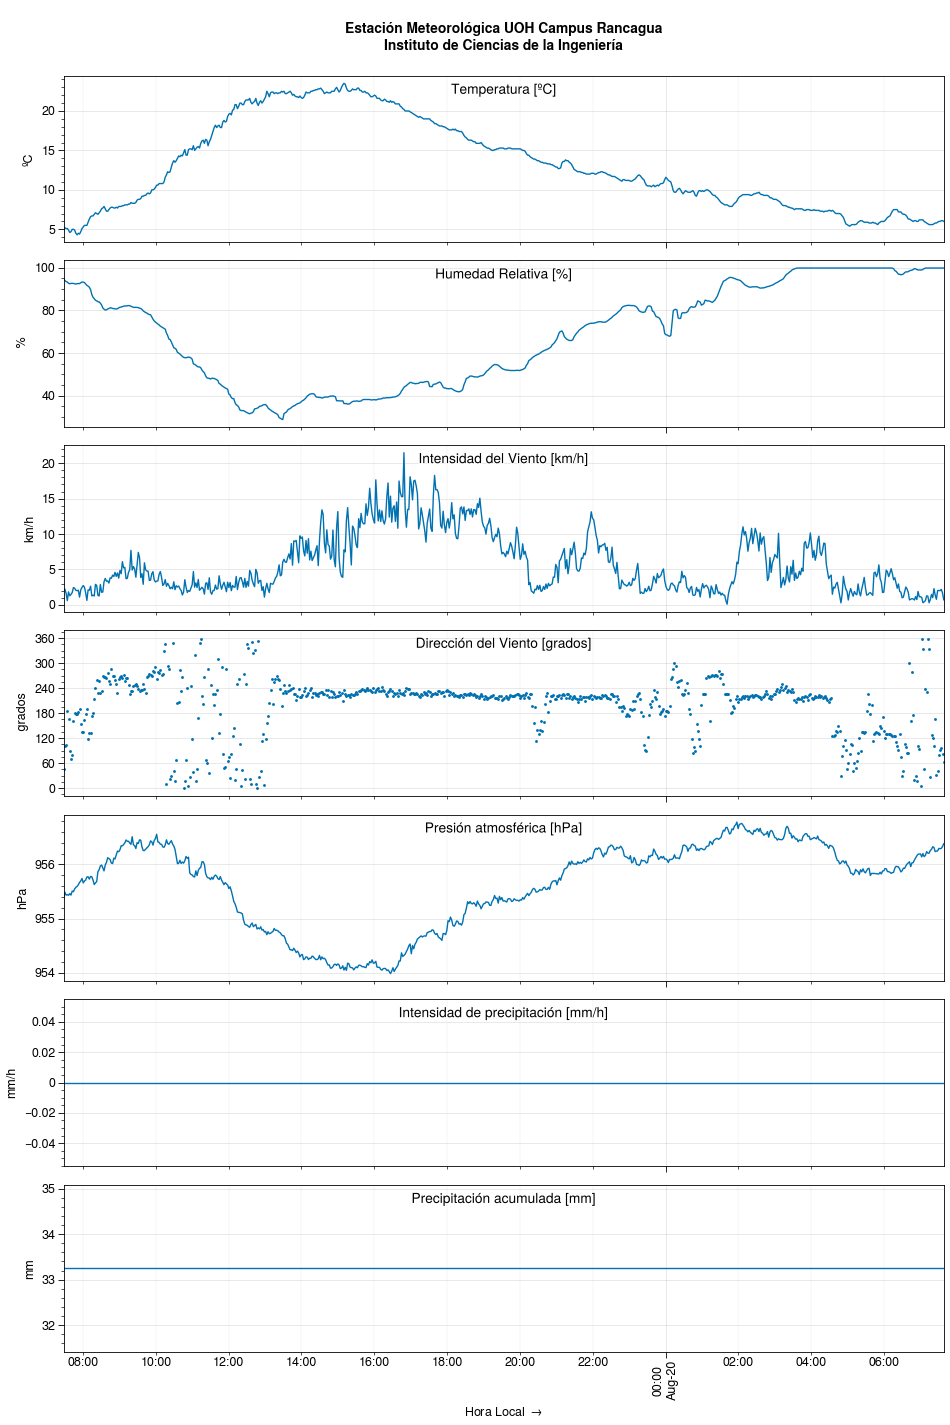 Estación Meteorológica UOH Campus Rancagua
Instituto de Ciencias de la Ingeniería
Temperatura [ºC]
20
15
10
5
ºC
Humedad Relativa [%]
100
80
60
40
%
Intensidad del Viento [km/h]
20
15
10
5
0
km/h
Dirección del Viento [grados]
360
300
240
180
120
60
0
grados
Presión atmosférica [hPa]
956
955
954
hPa
Intensidad de precipitación [mm/h]
0.04
0.02
0
−0.02
−0.04
mm/h
Precipitación acumulada [mm]
35
34
33
32
mm
08:00 10:00 12:00 14:00 16:00 18:00 20:00 22:00 00:00 02:00 04:00 06:00
Aug-20
Hora Local →